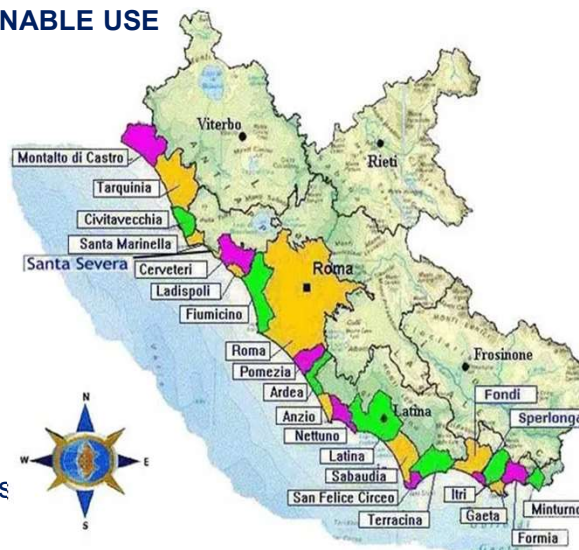 NABLE USE
Viterbo
Rieti
Montalto di Castro
Tarquinia
Civitavecchia
Santa Marinella
Santa Severa
Cerveteri
Ladispoli
Fiumicino
Roma
Roma
Pomezia
Ardea
Anzio
Nettuno
Latina
Latina
Frosinone
Fondi
Sperlonga
Sabaudia
San Felice Circeo
Terracina
Itri
Gaeta
Minturno
Formia
N
W
E
S
s